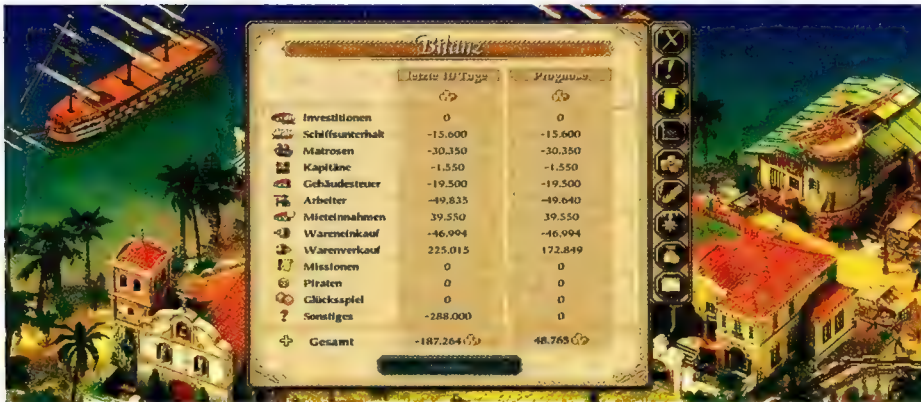 Bilanz
letzte 10 Tage Prognose
Investitionen 0 0
Schiffsunterhalt -15.600 -15.600
Matrosen -30.350 -30.350
Kapitäne -1.550 -1.550
Gebäudesteuer -19.500 -19.500
Arbeiter -49.835 -49.640
Mieteinnahmen 39.550 39.550
Wareneinkauf -46.994 -46.994
Warenverkauf 225.015 172.849
Missionen 0 0
Piraten 0 0
Glücksspiel 0 0
? Sonstiges -288.000 0
Gesamt -187.264 48.765